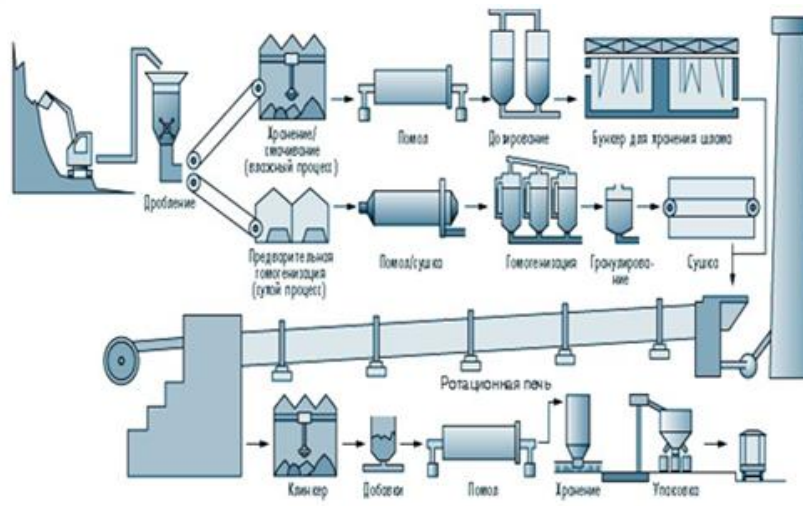 Хранение/
смачивание
(влажный процесс)
Помол
Дозирование
Бункер для хранения шлама
Дробление
Предварительная
гомогенизация
(сухой процесс)
Помол/сушка
Гомогенизация
Гранулирова-
ние
Сушка
Ротационная печь
Клинкер
Добавки
Помол
Хранение
Упаковка